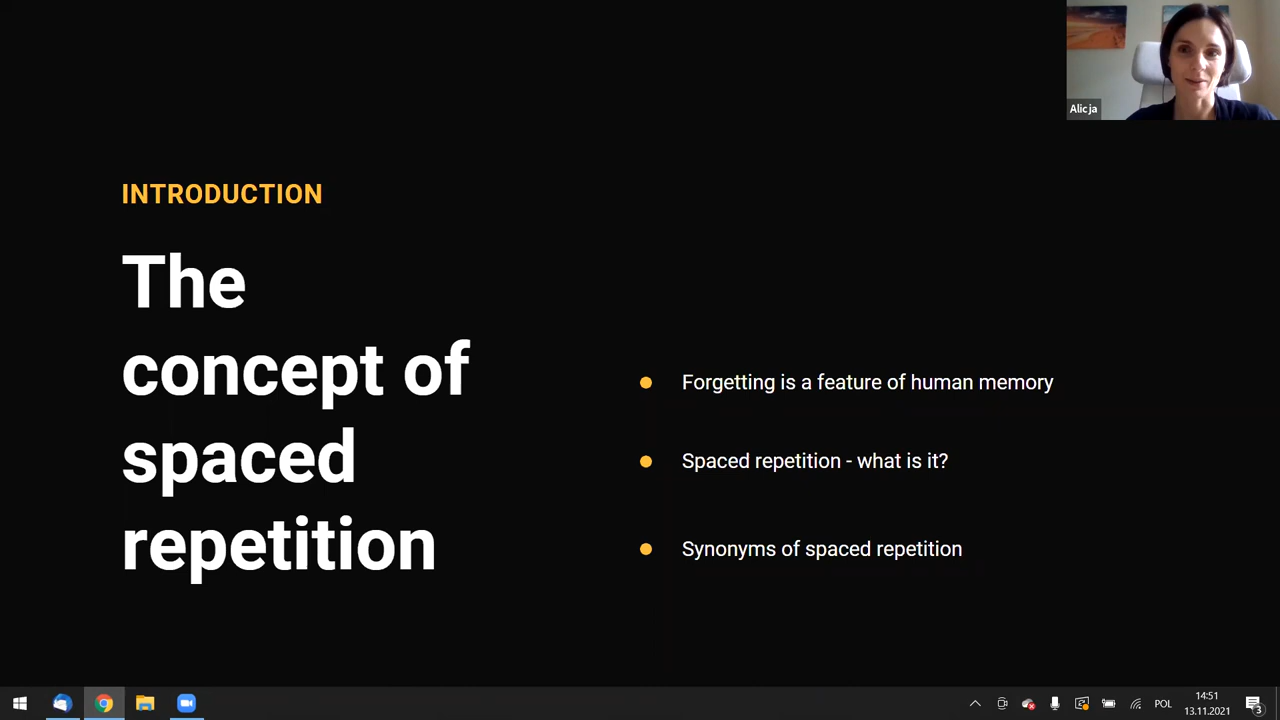 Alicja
INTRODUCTION
The
concept of
spaced
repetition
Forgetting is a feature of human memory
Spaced repetition - what is it?
Synonyms of spaced repetition
POL
14:51
13.11.2021
3